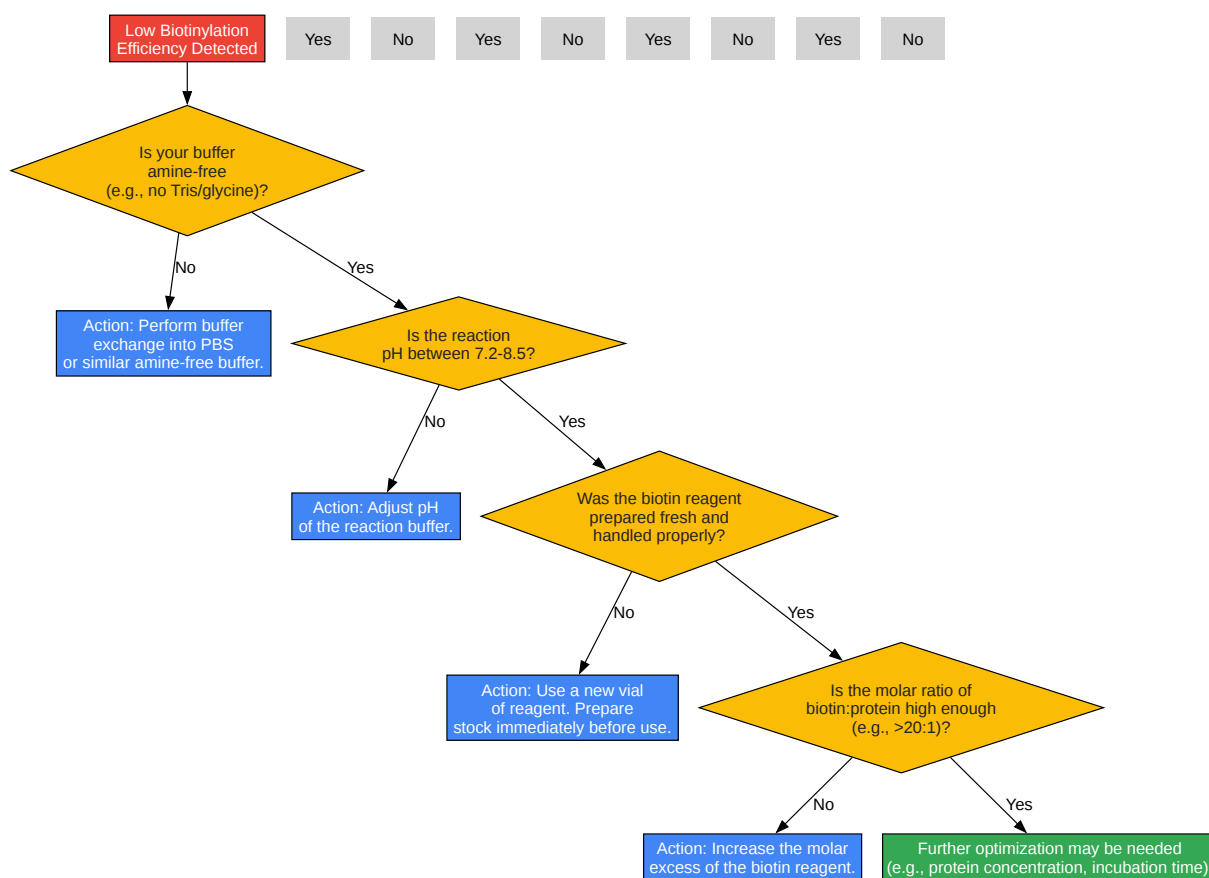 Low Biotinylation
Efficiency Detected
Yes
No
Yes
No
Yes
No
Yes
No
Is your buffer
amine-free
(e.g., no Tris/glycine)?
No
Yes
Action: Perform buffer
exchange into PBS
or similar amine-free buffer.
Is the reaction
pH between 7.2-8.5?
No
Yes
Action: Adjust pH
of the reaction buffer.
Was the biotin reagent
prepared fresh and
handled properly?
No
Yes
Action: Use a new vial
of reagent. Prepare
stock immediately before use.
Is the molar ratio of
biotin:protein high enough
(e.g., >20:1)?
No
Yes
Action: Increase the molar
excess of the biotin reagent.
Further optimization may be needed
(e.g., protein concentration, incubation time)